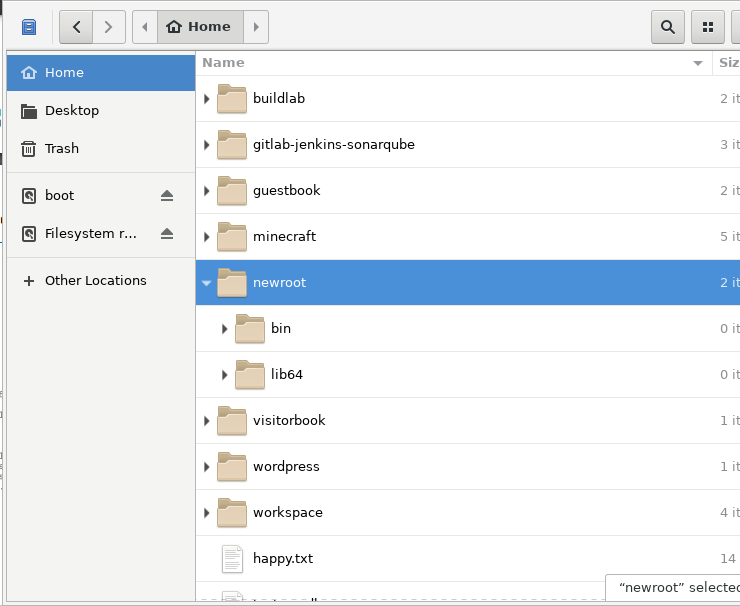 Home
Name
Siz
Home
Desktop
Trash
boot
Filesystem r...
Other Locations
buildlab 2 it
gitlab-jenkins-sonarqube 3 it
guestbook 2 it
minecraft 5 it
newroot 2 it
bin 0 it
lib64 0 it
visitorbook 1 it
wordpress 1 it
workspace 4 it
happy.txt 14
“newroot” selected